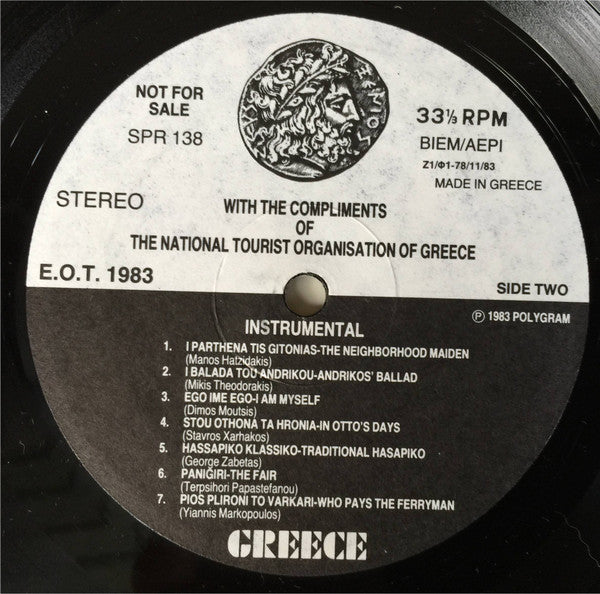 NOT FOR
SALE
SPR 138
STEREO
33⅓ RPM
BIEM/AEPI
Z1/Φ1-78/11/83
MADE IN GREECE
WITH THE COMPLIMENTS
OF
THE NATIONAL TOURIST ORGANISATION OF GREECE
E.O.T. 1983
SIDE TWO
℗ 1983 POLYGRAM
INSTRUMENTAL
1. I PARTHENA TIS GITONIAS-THE NEIGHBORHOOD MAIDEN
(Manos Hatzidakis)
2. I BALADA TOU ANDRIKOU-ANDRIKOS' BALLAD
(Mikis Theodorakis)
3. EGO IME EGO-I AM MYSELF
(Dimos Moutsis)
4. STOU OTHONA TA HRONIA-IN OTTO'S DAYS
(Stavros Xarhakos)
5. HASSAPIKO KLASSIKO-TRADITIONAL HASAPIKO
(George Zabetas)
6. PANIGIRI-THE FAIR
(Terpsihori Papastefanou)
7. PIOS PLIRONI TO VARKARI-WHO PAYS THE FERRYMAN
(Yiannis Markopoulos)
GREECE